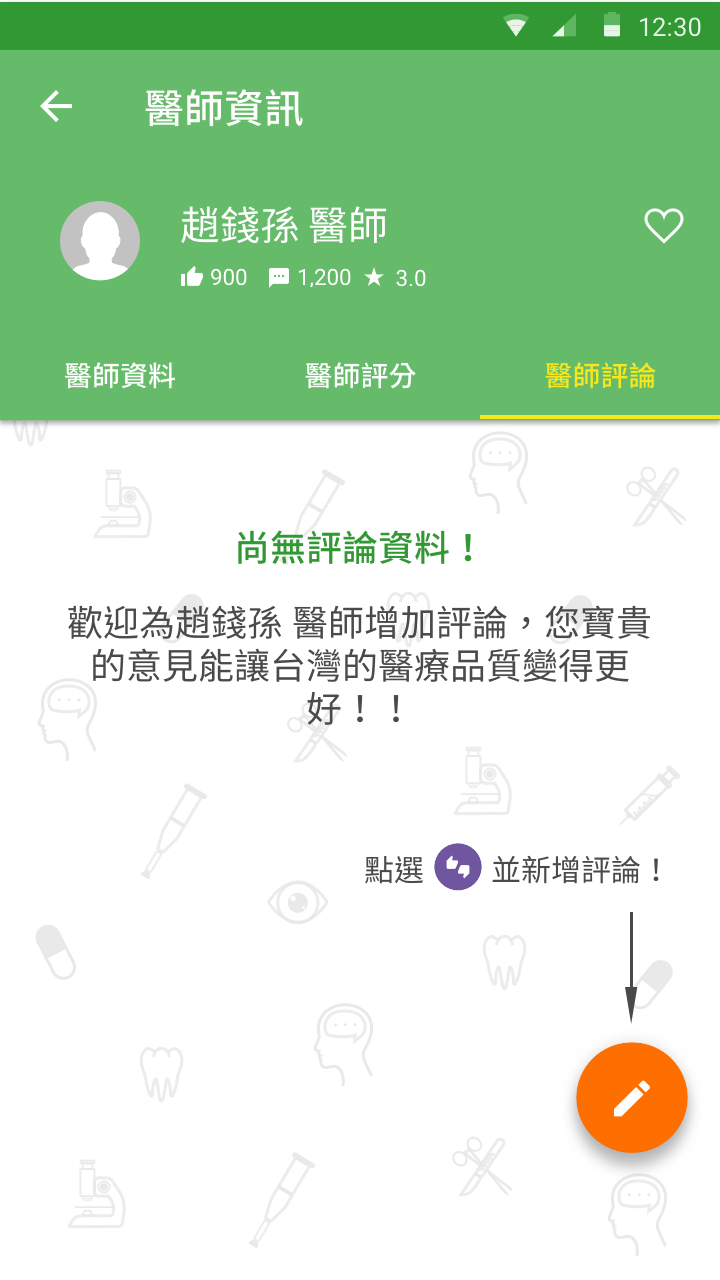 12:30
醫師資訊
趙錢孫 醫師
900 1,200 3.0
醫師資料 醫師評分 醫師評論
尚無評論資料！
歡迎為趙錢孫 醫師增加評論，您寶貴
的意見能讓台灣的醫療品質變得更
好！！
點選 並新增評論！